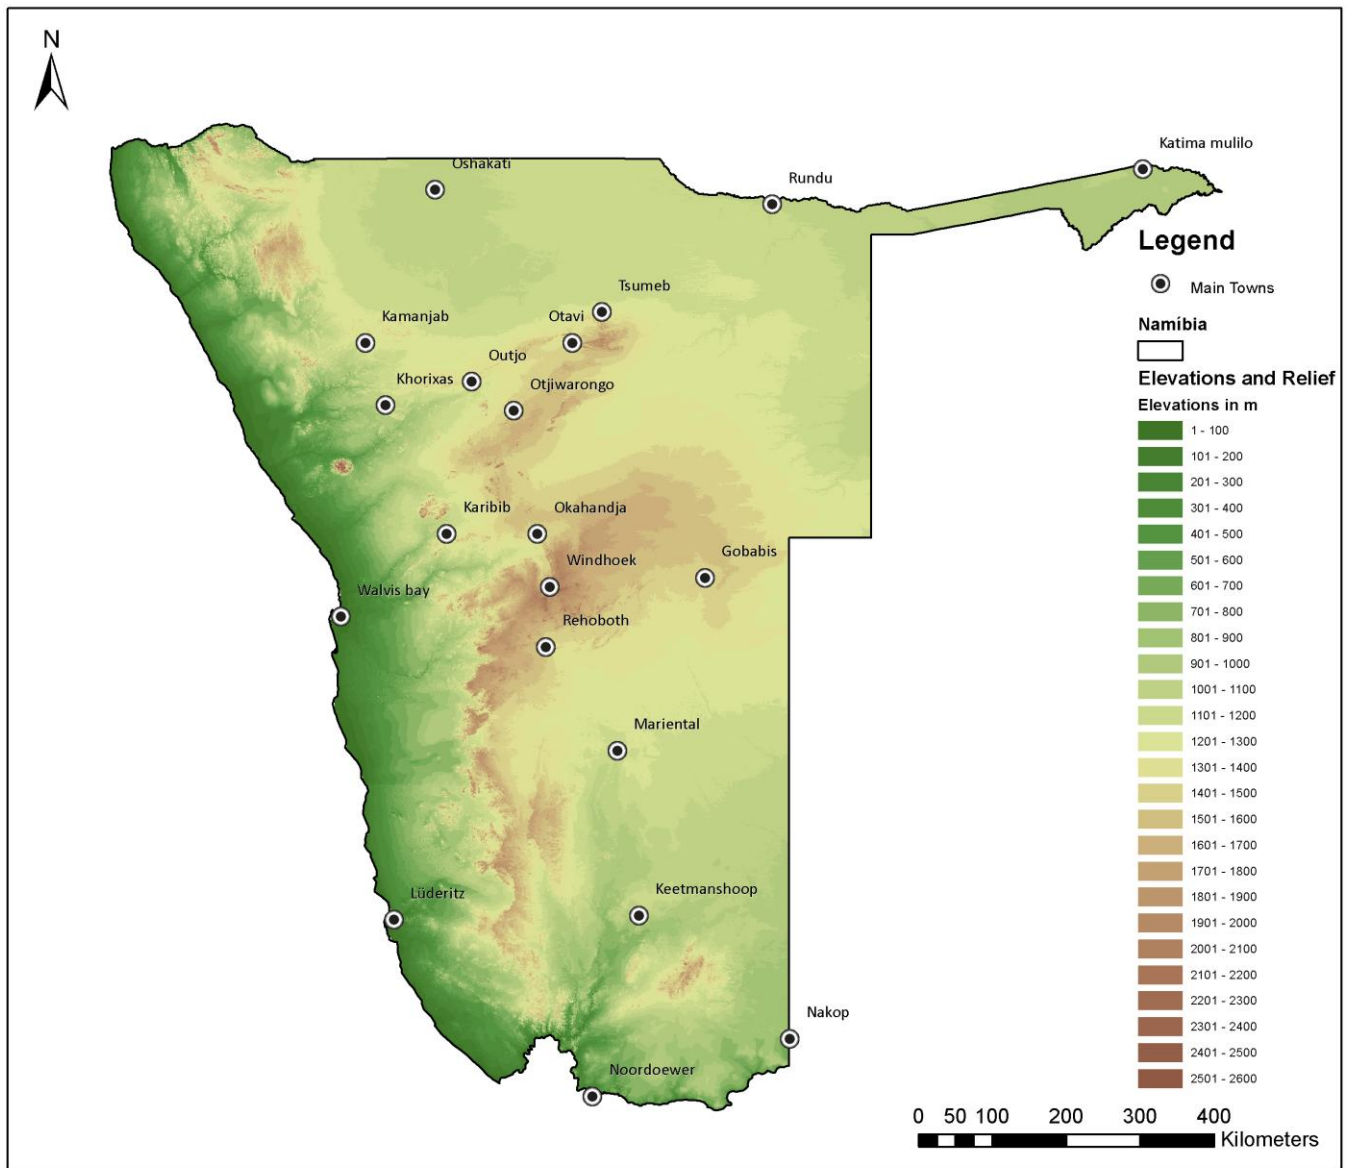 N
Oshakati
Katima mulilo
Rundu
Legend
Main Towns
Tsumeb
Kamanjab
Otavi
Namíbia
Outjo
Khorixas
Otjiwarongo
Elevations and Relief
Elevations in m
1 - 100
101 - 200
201 - 300
301 - 400
401 - 500
501 - 600
601 - 700
701 - 800
801 - 900
901 - 1000
1001 - 1100
1101 - 1200
1201 - 1300
1301 - 1400
1401 - 1500
1501 - 1600
1601 - 1700
1701 - 1800
1801 - 1900
1901 - 2000
2001 - 2100
2101 - 2200
2201 - 2300
2301 - 2400
2401 - 2500
2501 - 2600
Karibib
Okahandja
Windhoek
Gobabis
Walvis bay
Rehoboth
Mariental
Lüderitz
Keetmanshoop
Nakop
Noordoewer
0 50 100 200 300 400
Kilometers